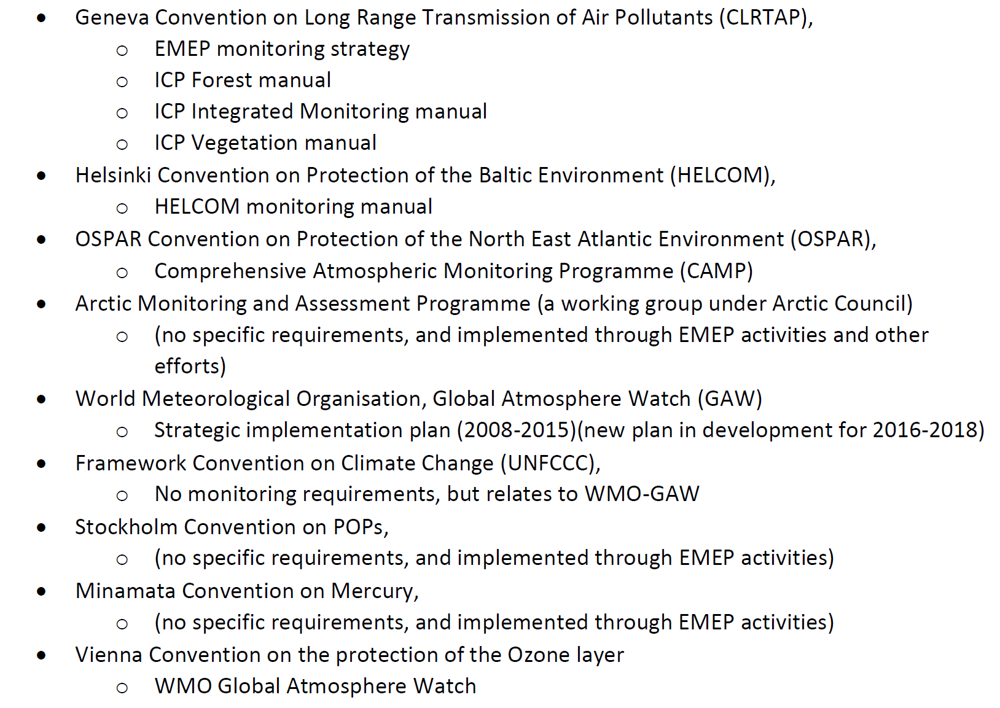 • Geneva Convention on Long Range Transmission of Air Pollutants (CLRTAP),
o EMEP monitoring strategy
o ICP Forest manual
o ICP Integrated Monitoring manual
o ICP Vegetation manual
• Helsinki Convention on Protection of the Baltic Environment (HELCOM),
o HELCOM monitoring manual
• OSPAR Convention on Protection of the North East Atlantic Environment (OSPAR),
o Comprehensive Atmospheric Monitoring Programme (CAMP)
• Arctic Monitoring and Assessment Programme (a working group under Arctic Council)
o (no specific requirements, and implemented through EMEP activities and other
efforts)
• World Meteorological Organisation, Global Atmosphere Watch (GAW)
o Strategic implementation plan (2008-2015)(new plan in development for 2016-2018)
• Framework Convention on Climate Change (UNFCCC),
o No monitoring requirements, but relates to WMO-GAW
• Stockholm Convention on POPs,
o (no specific requirements, and implemented through EMEP activities)
• Minamata Convention on Mercury,
o (no specific requirements, and implemented through EMEP activities)
• Vienna Convention on the protection of the Ozone layer
o WMO Global Atmosphere Watch